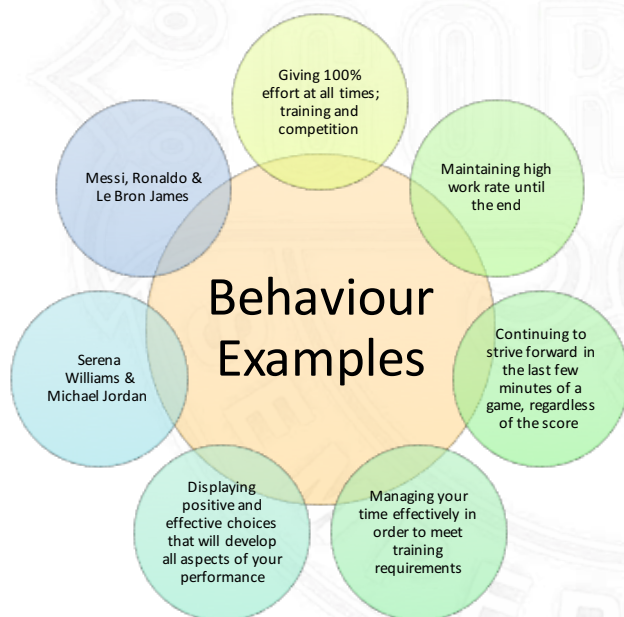 Behaviour
Examples
Giving 100%
effort at all times;
training and
competition
Maintaining high
work rate until
the end
Continuing to
strive forward in
the last few
minutes of a
game, regardless
of the score
Managing your
time effectively in
order to meet
training
requirements
Displaying
positive and
effective choices
that will develop
all aspects of your
performance
Serena
Williams &
Michael Jordan
Messi, Ronaldo &
Le Bron James